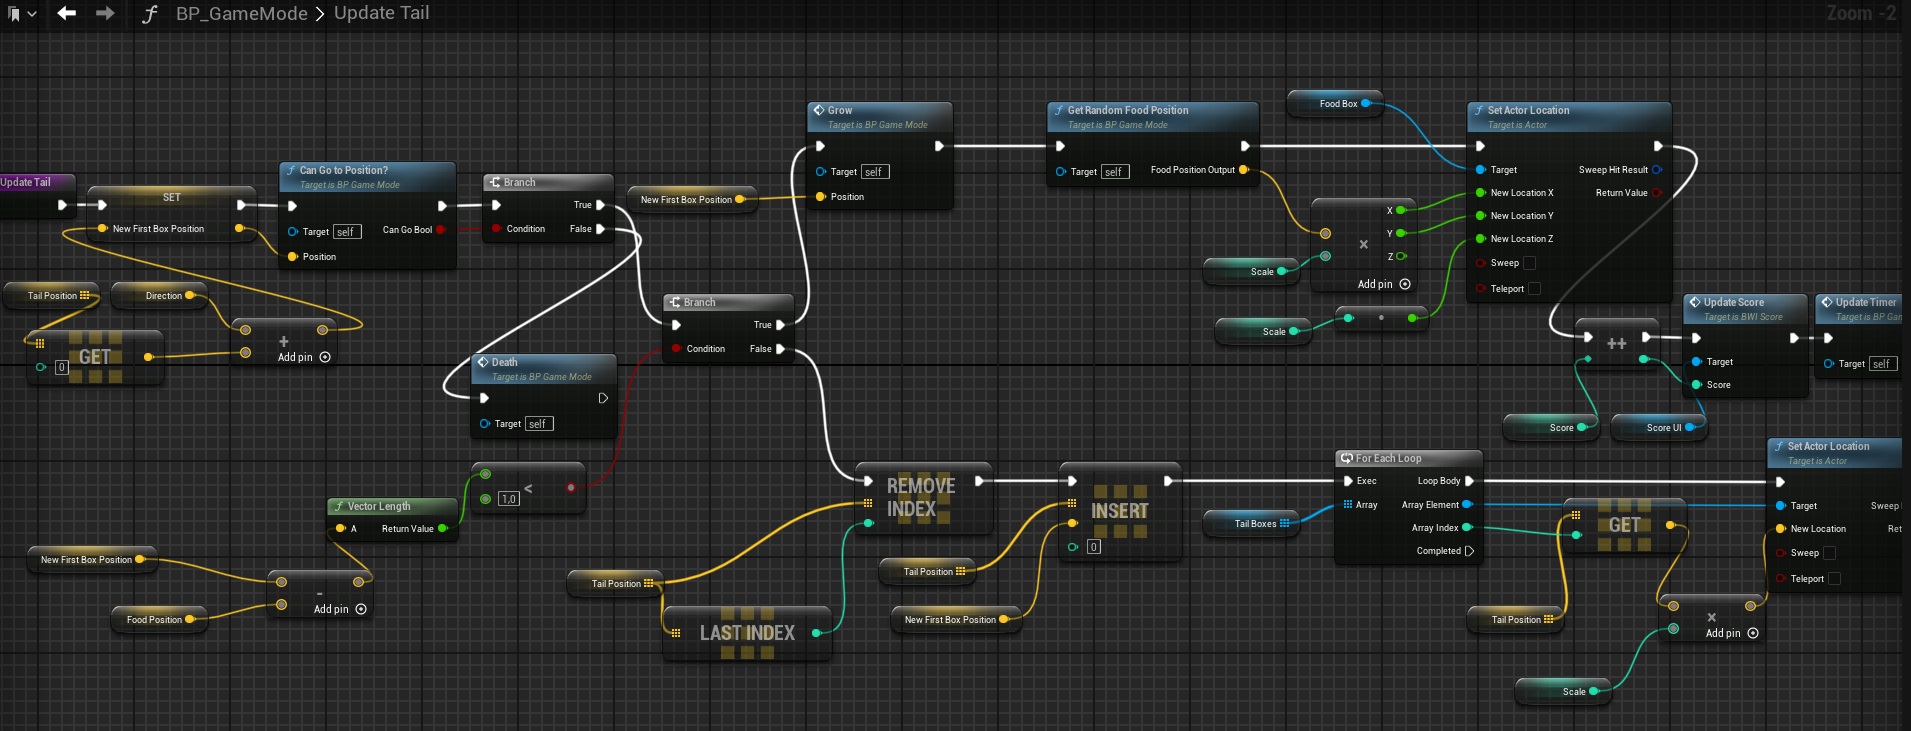 BP_GameMode > Update Tail
Zoom -2
Update Tail
SET
New First Box Position
Tail Position
Direction
GET
0
+
Add pin
Can Go to Position?
Target is BP Game Mode
Target self
Can Go Bool
Position
Branch
True
Condition
False
New First Box Position
Grow
Target is BP Game Mode
Target self
Position
Get Random Food Position
Target is BP Game Mode
Food Position Output
Target self
Food Box
Scale
×
X
Y
Z
Add pin
Scale
Set Actor Location
Target is Actor
Target
Sweep Hit Result
New Location X
Return Value
New Location Y
New Location Z
Sweep
Teleport
Branch
True
Condition
False
Death
Target is BP Game Mode
Target self
Vector Length
A
Return Value
<
1,0
New First Box Position
Food Position
-
Add pin
++
Score
Score UI
Update Score
Target is BWI Score
Target
Score
Update Timer
Target is BP Gam
Target self
REMOVE
INDEX
Tail Position
LAST INDEX
INSERT
0
Tail Position
New First Box Position
Tail Boxes
For Each Loop
Exec
Loop Body
Array
Array Element
Array Index
Completed
GET
Tail Position
×
Add pin
Scale
Set Actor Location
Target is Actor
Target
Sweep
New Location
Ret
Sweep
Teleport